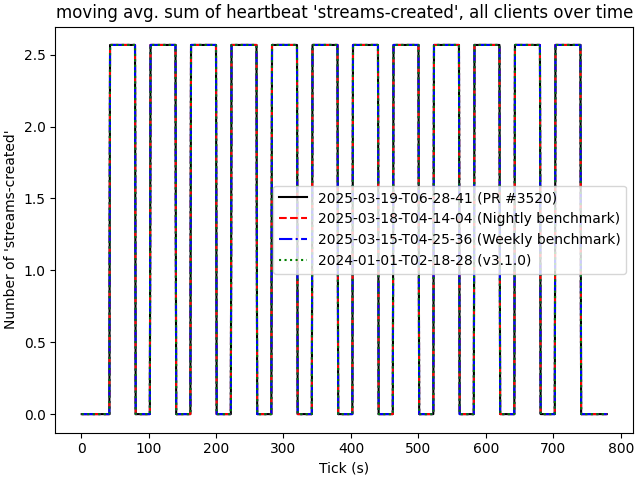 moving avg. sum of heartbeat 'streams-created', all clients over time
Number of 'streams-created'
2.5
2.0
1.5
1.0
0.5
0.0
2025-03-19-T06-28-41 (PR #3520)
2025-03-18-T04-14-04 (Nightly benchmark)
2025-03-15-T04-25-36 (Weekly benchmark)
2024-01-01-T02-18-28 (v3.1.0)
0 100 200 300 400 500 600 700 800
Tick (s)